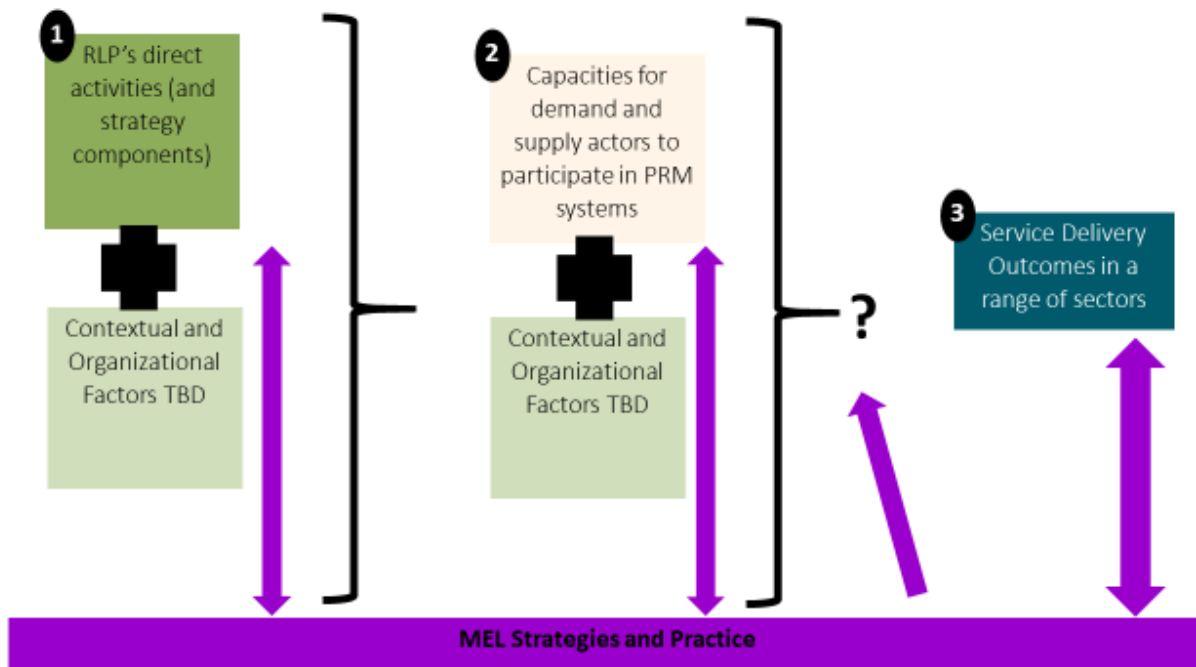 1
RLP's direct
activities (and
strategy
components)
Contextual and
Organizational
Factors TBD
2
Capacities for
demand and
supply actors to
participate in PRM
systems
Contextual and
Organizational
Factors TBD
?
3
Service Delivery
Outcomes in a
range of sectors
MEL Strategies and Practice